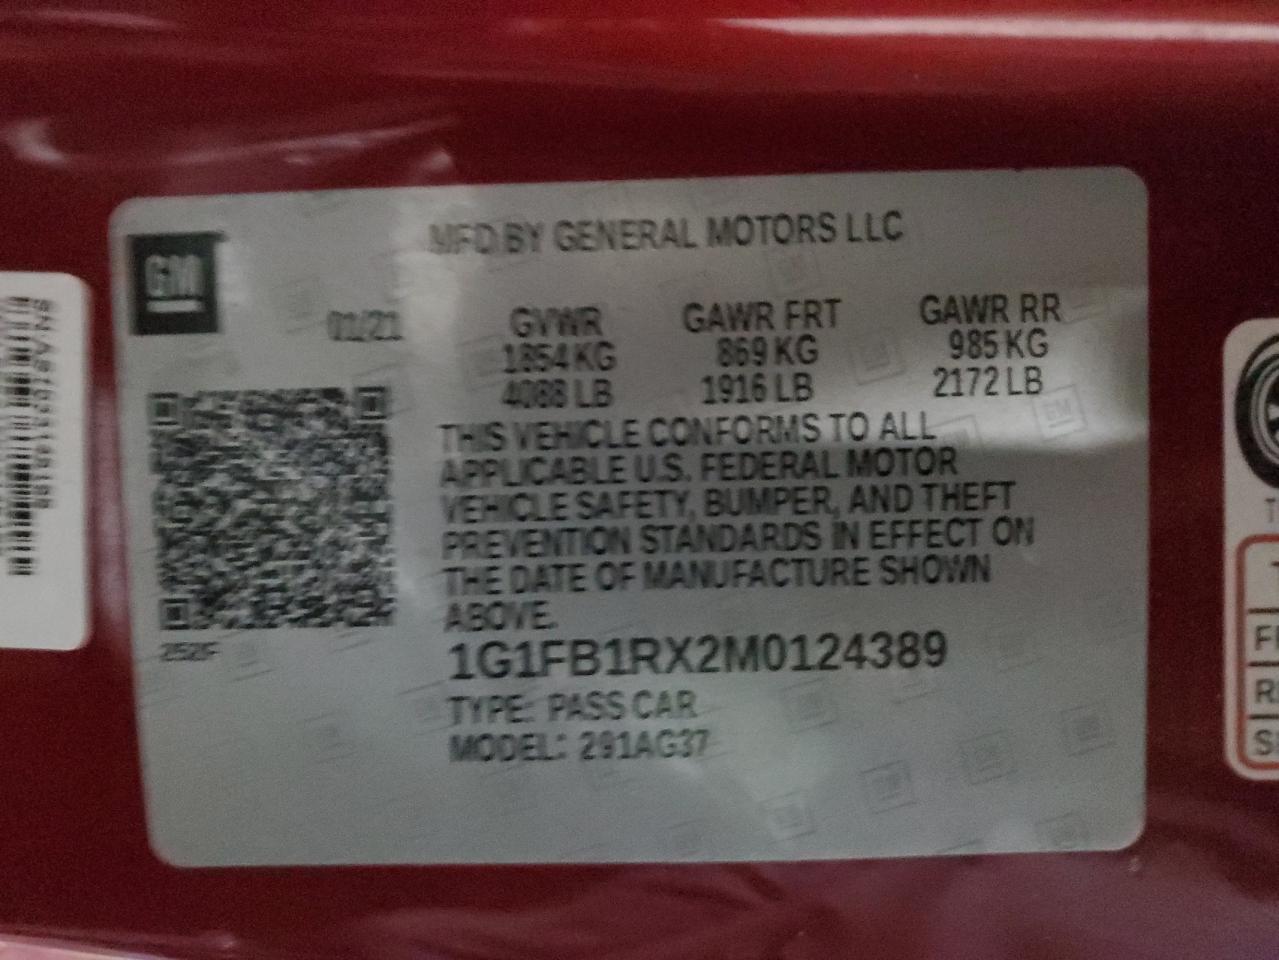 GM
MFD BY GENERAL MOTORS LLC
01/21
GVWR GAWR FRT GAWR RR
1854 KG 869 KG 985 KG
4088 LB 1916 LB 2172 LB
THIS VEHICLE CONFORMS TO ALL
APPLICABLE U.S. FEDERAL MOTOR
VEHICLE SAFETY, BUMPER, AND THEFT
PREVENTION STANDARDS IN EFFECT ON
THE DATE OF MANUFACTURE SHOWN
ABOVE.
252F
1G1FB1RX2M0124389
TYPE: PASS CAR
MODEL: 291AG37